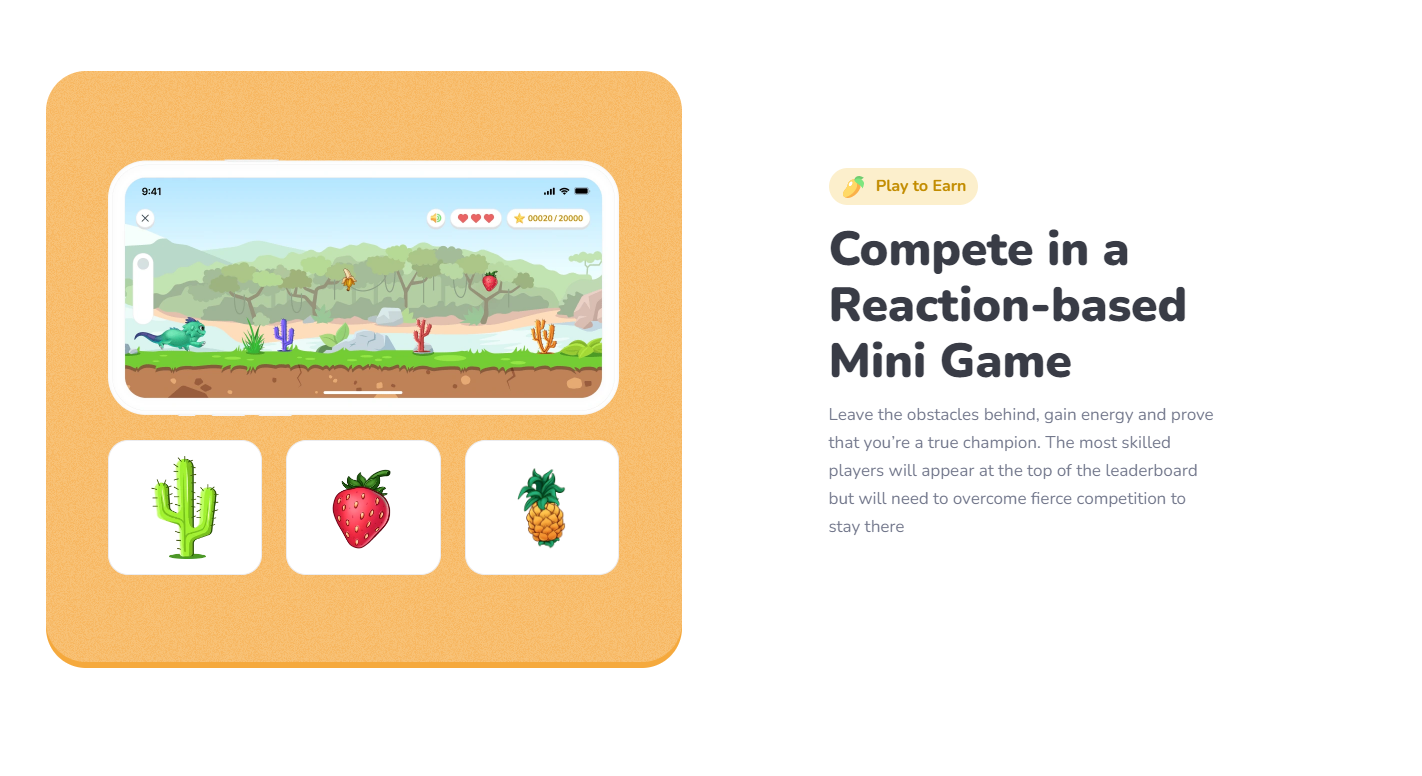 9:41
00020 / 20000
Play to Earn
Compete in a
Reaction-based
Mini Game
Leave the obstacles behind, gain energy and prove
that you’re a true champion. The most skilled
players will appear at the top of the leaderboard
but will need to overcome fierce competition to
stay there